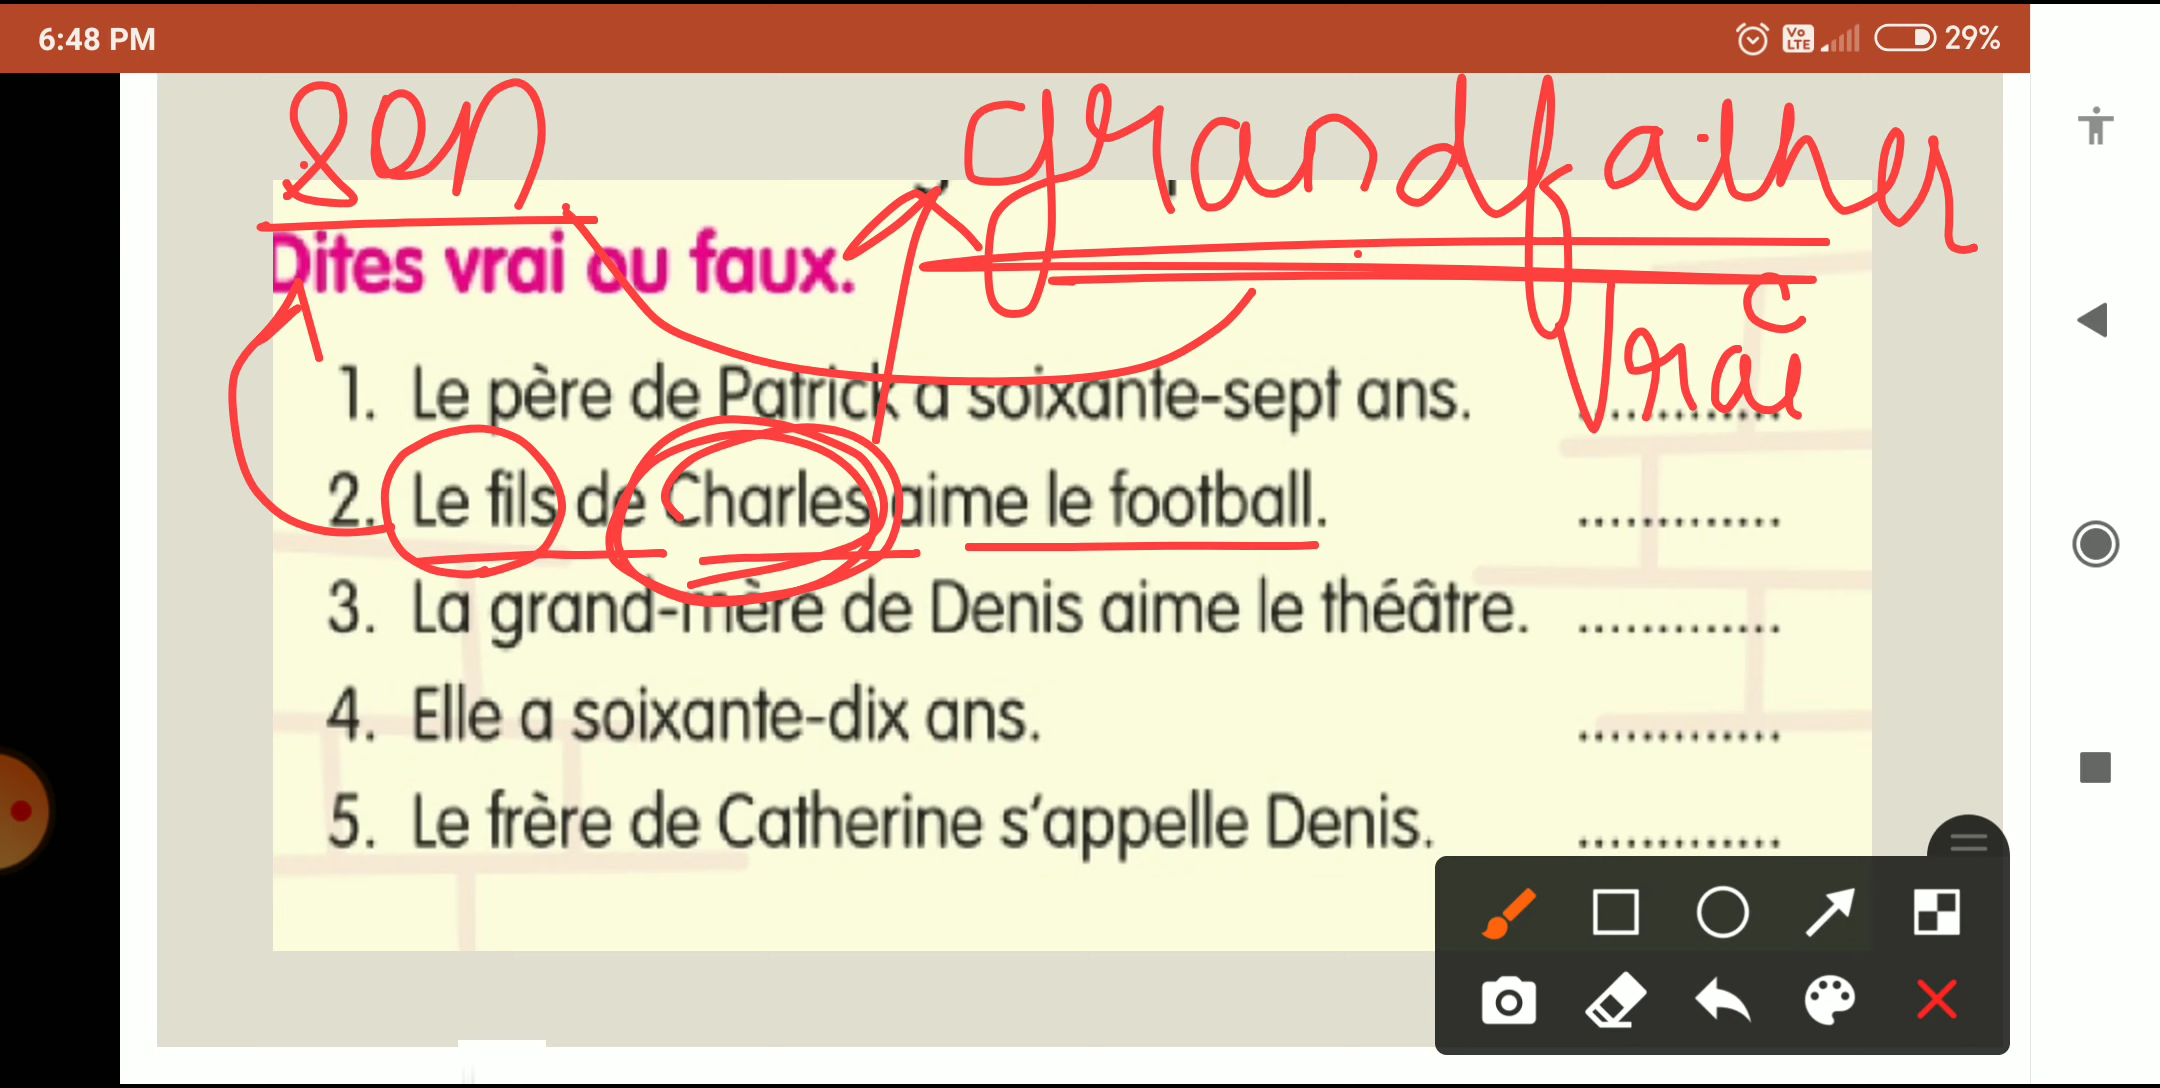 6:48 PM Vo LTE 29%
son grandfather
Dites vrai ou faux.
1. Le père de Patrick a soixante-sept ans. Vrai
2. Le fils de Charles aime le football. .............
3. La grand-mère de Denis aime le théâtre. .............
4. Elle a soixante-dix ans. .............
5. Le frère de Catherine s'appelle Denis. .............